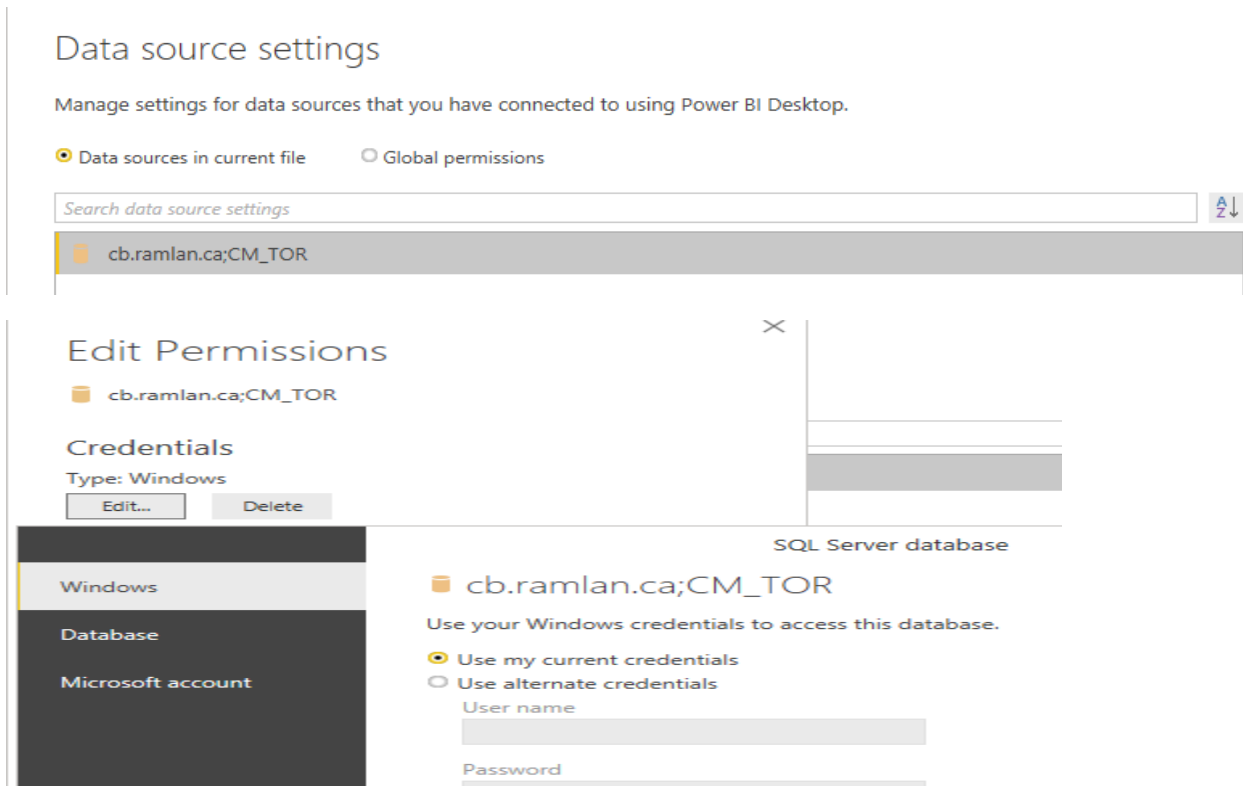 Data source settings
Manage settings for data sources that you have connected to using Power BI Desktop.
Data sources in current file Global permissions
Search data source settings
A
Z
cb.ramlan.ca;CM_TOR
Edit Permissions
cb.ramlan.ca;CM_TOR
Credentials
Type: Windows
Edit... Delete
SQL Server database
Windows
Database
Microsoft account
cb.ramlan.ca;CM_TOR
Use your Windows credentials to access this database.
Use my current credentials
Use alternate credentials
User name
Password